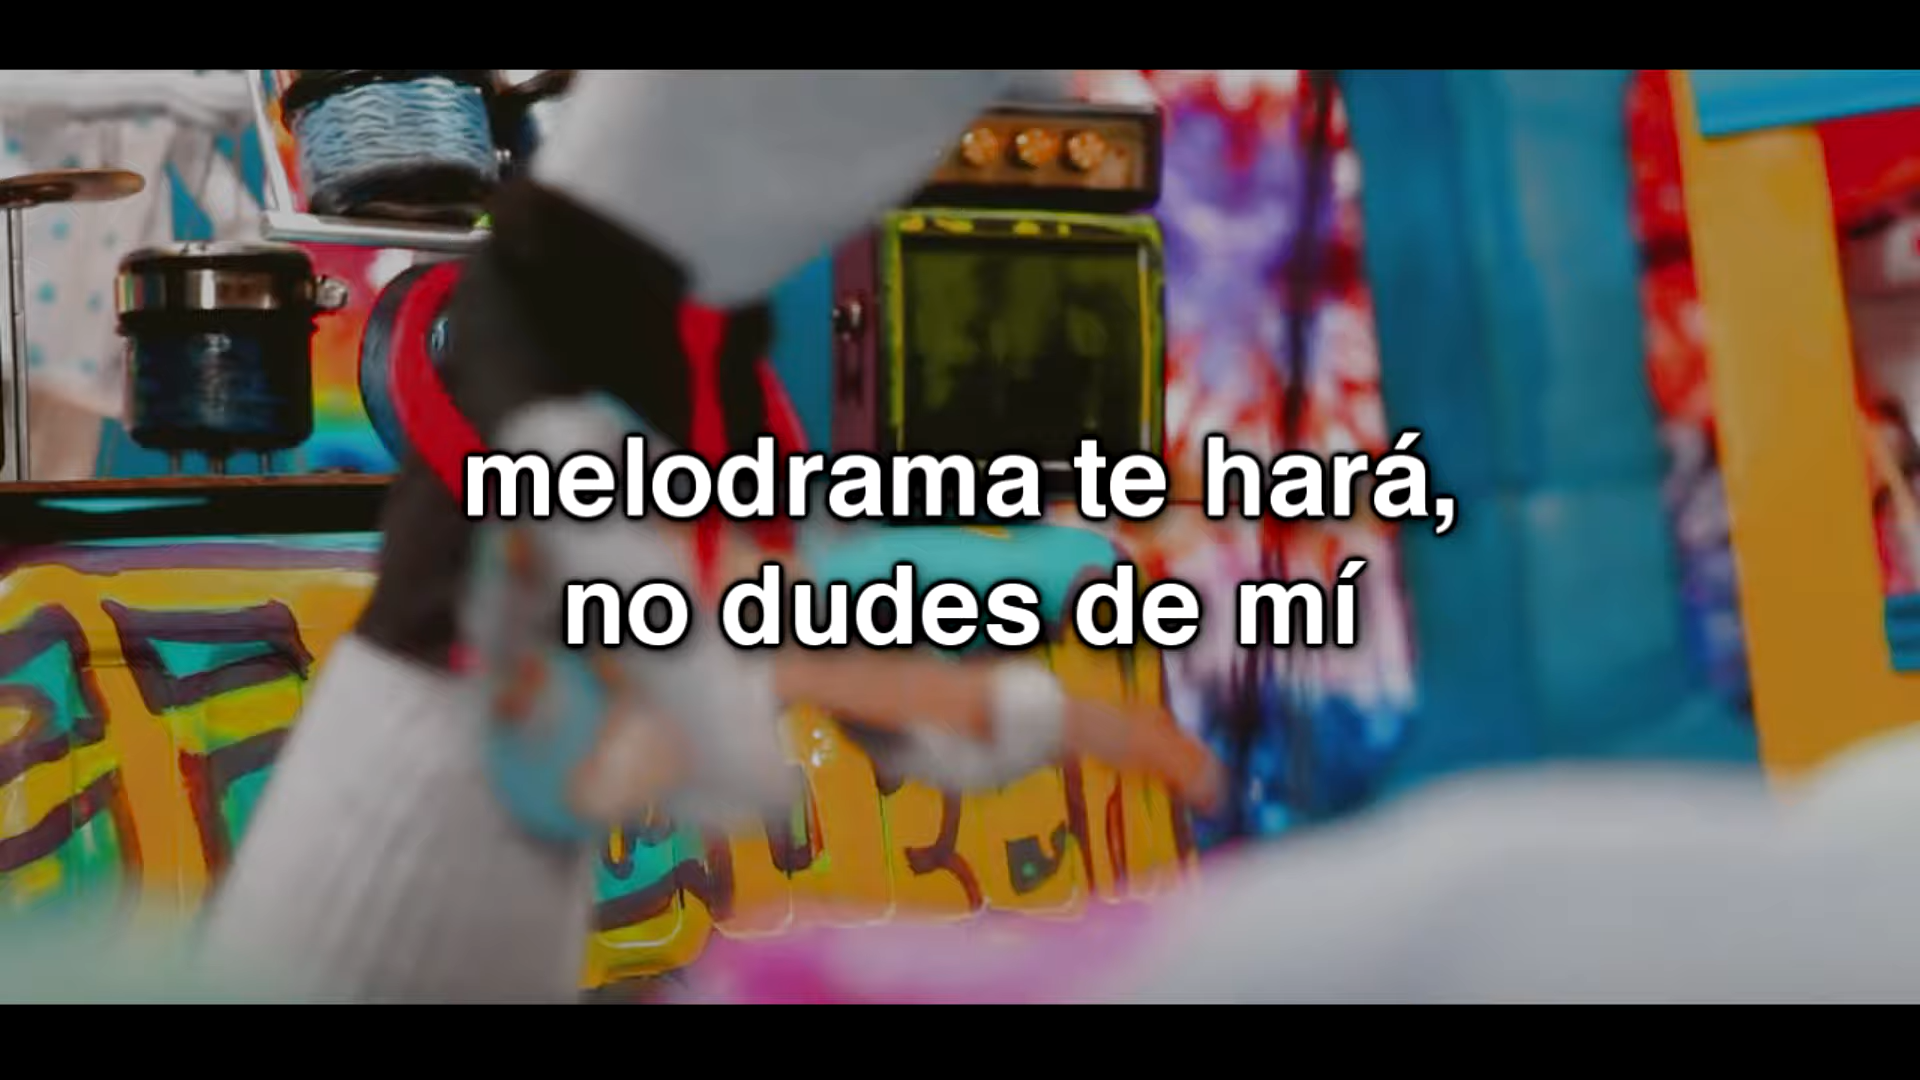 melodrama te hará,
no dudes de mí